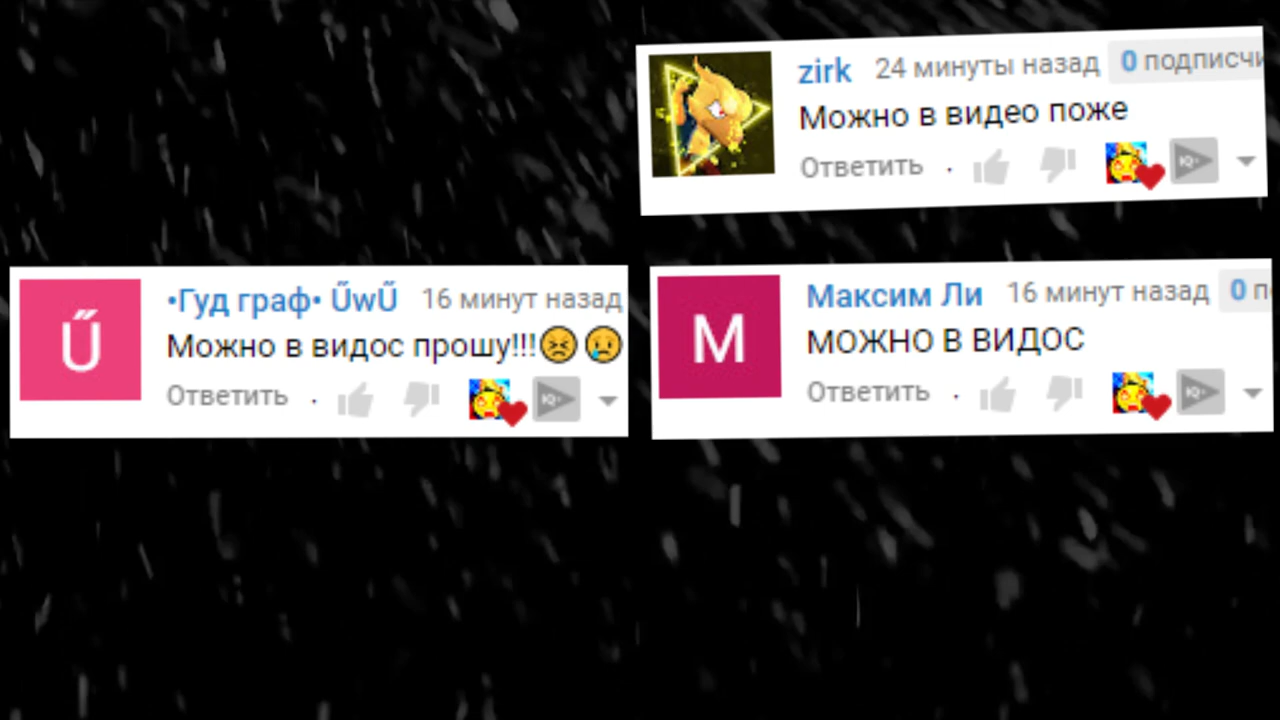 zirk 24 минуты назад 0 подписчи
Можно в видео поже
Ответить
Ű
•Гуд граф• ŰwŰ 16 минут назад
Можно в видос прошу!!!😣😢
Ответить
M
Максим Ли 16 минут назад 0 п
МОЖНО В ВИДОС
Ответить